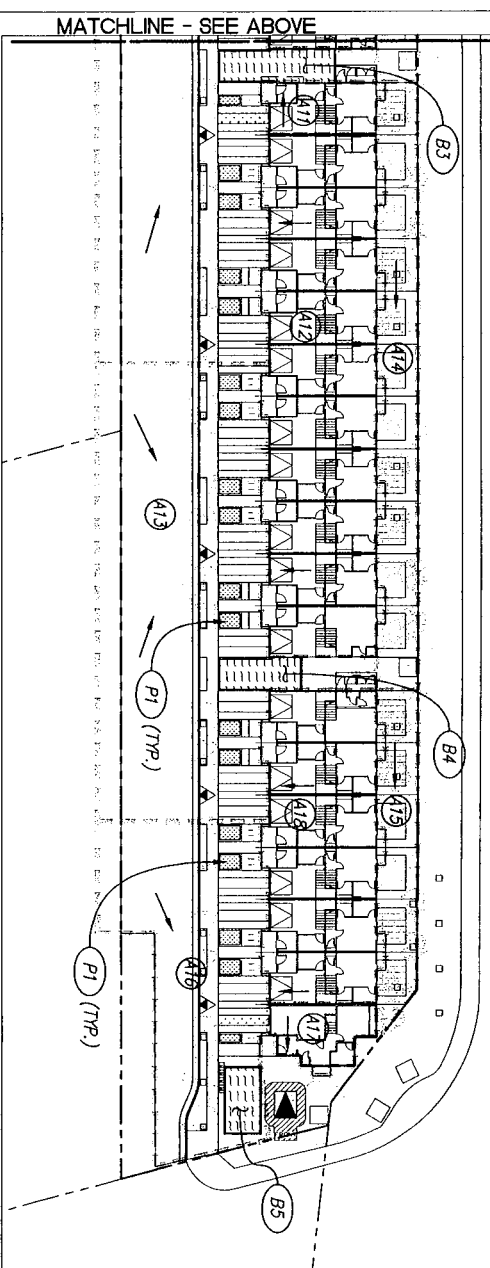 MATCHLINE - SEE ABOVE
B3
A11
A12
A14
A13
P1 (TYP.)
B4
A15
A18
P1 (TYP.)
A16
A17
B5